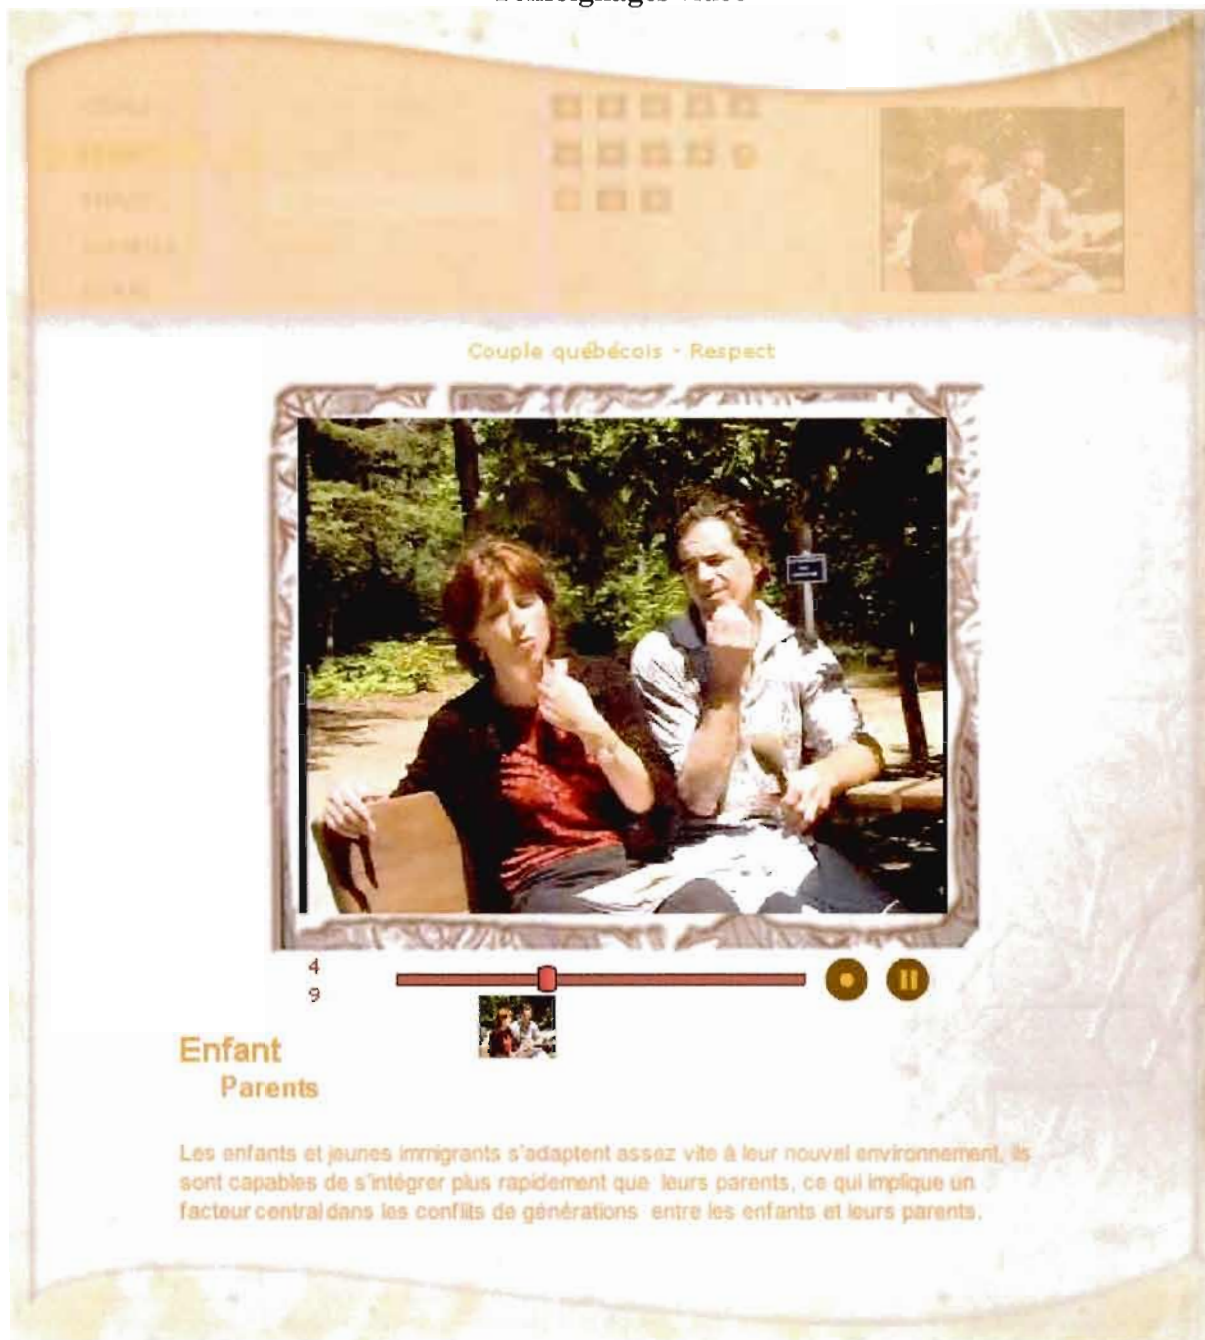 Témoignages vidéo
Couple québécois - Respect
4
9
Enfant
Parents
Les enfants et jeunes immigrants s'adaptent assez vite à leur nouvel environnement, ils
sont capables de s'intégrer plus rapidement que leurs parents, ce qui implique un
facteur central dans les conflits de générations entre les enfants et leurs parents.